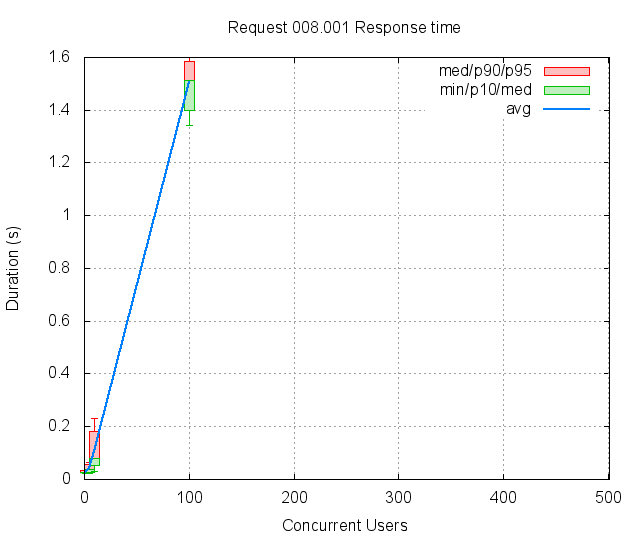 Request 008.001 Response time
med/p90/p95
min/p10/med
avg
1.6
1.4
1.2
1
0.8
0.6
0.4
0.2
0
0 100 200 300 400 500
Duration (s)
Concurrent Users